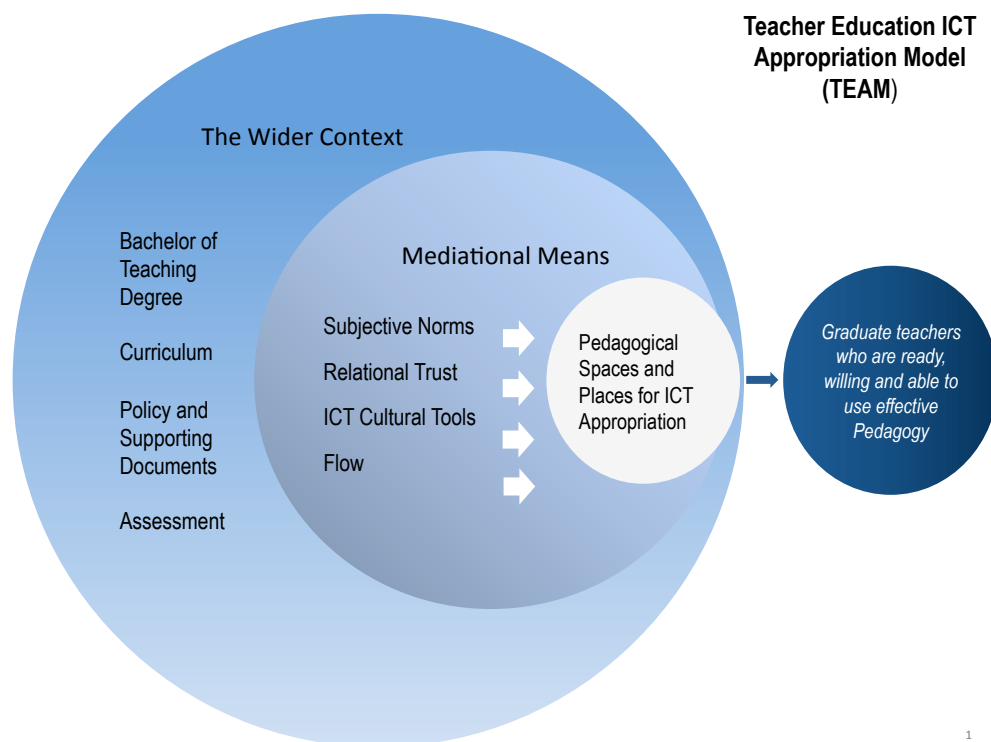 Teacher Education ICT
Appropriation Model
(TEAM)
The Wider Context
Bachelor of
Teaching
Degree
Curriculum
Policy and
Supporting
Documents
Assessment
Mediational Means
Subjective Norms
Relational Trust
ICT Cultural Tools
Flow
Pedagogical
Spaces and
Places for ICT
Appropriation
Graduate teachers
who are ready,
willing and able to
use effective
Pedagogy
1